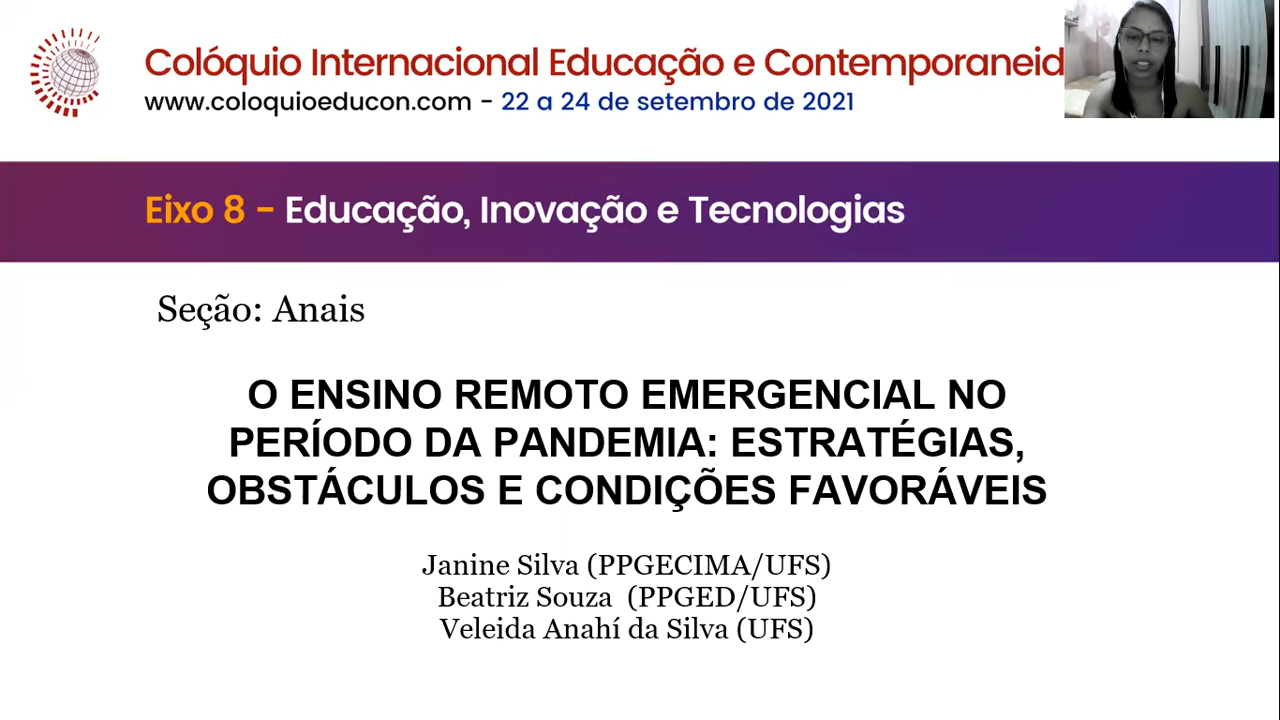 Colóquio Internacional Educação e Contemporaneid
www.coloquioeducon.com - 22 a 24 de setembro de 2021
Eixo 8 - Educação, Inovação e Tecnologias
Seção: Anais
O ENSINO REMOTO EMERGENCIAL NO
PERÍODO DA PANDEMIA: ESTRATÉGIAS,
OBSTÁCULOS E CONDIÇÕES FAVORÁVEIS
Janine Silva (PPGECIMA/UFS)
Beatriz Souza (PPGED/UFS)
Veleida Anahí da Silva (UFS)